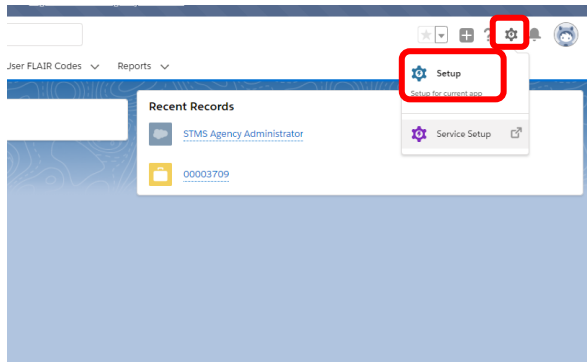 ?
User FLAIR Codes
Reports
Setup
Setup for current app
Recent Records
STMS Agency Administrator
Service Setup
00003709